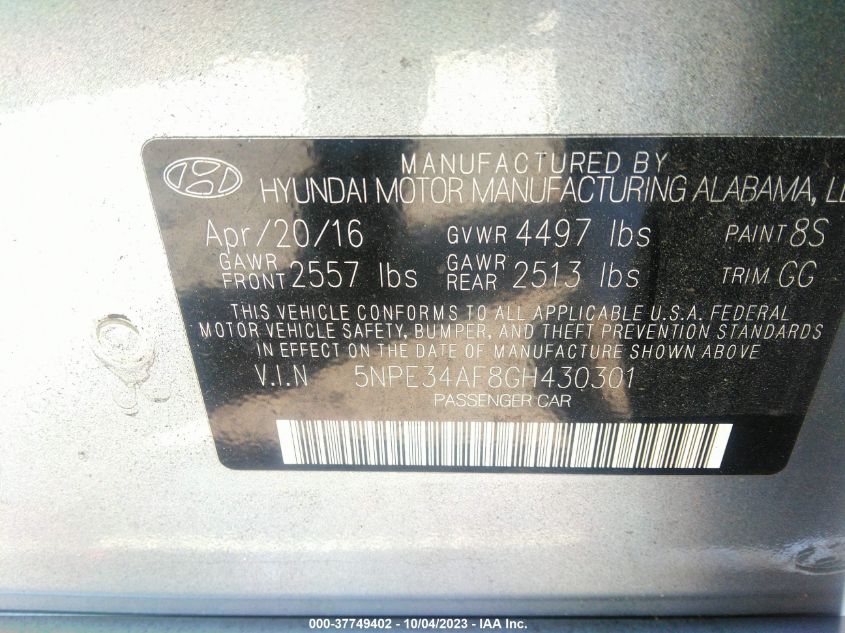 MANUFACTURED BY
HYUNDAI MOTOR MANUFACTURING ALABAMA,
Apr/20/16 GVWR 4497 lbs PAINT 8S
GAWR FRONT 2557 lbs GAWR REAR 2513 lbs TRIM GG
THIS VEHICLE CONFORMS TO ALL APPLICABLE U.S.A. FEDERAL
MOTOR VEHICLE SAFETY, BUMPER, AND THEFT PREVENTION STANDARDS
IN EFFECT ON THE DATE OF MANUFACTURE SHOWN ABOVE
V.I.N 5NPE34AF8GH430301
PASSENGER CAR
000-37749402 - 10/04/2023 - IAA Inc.